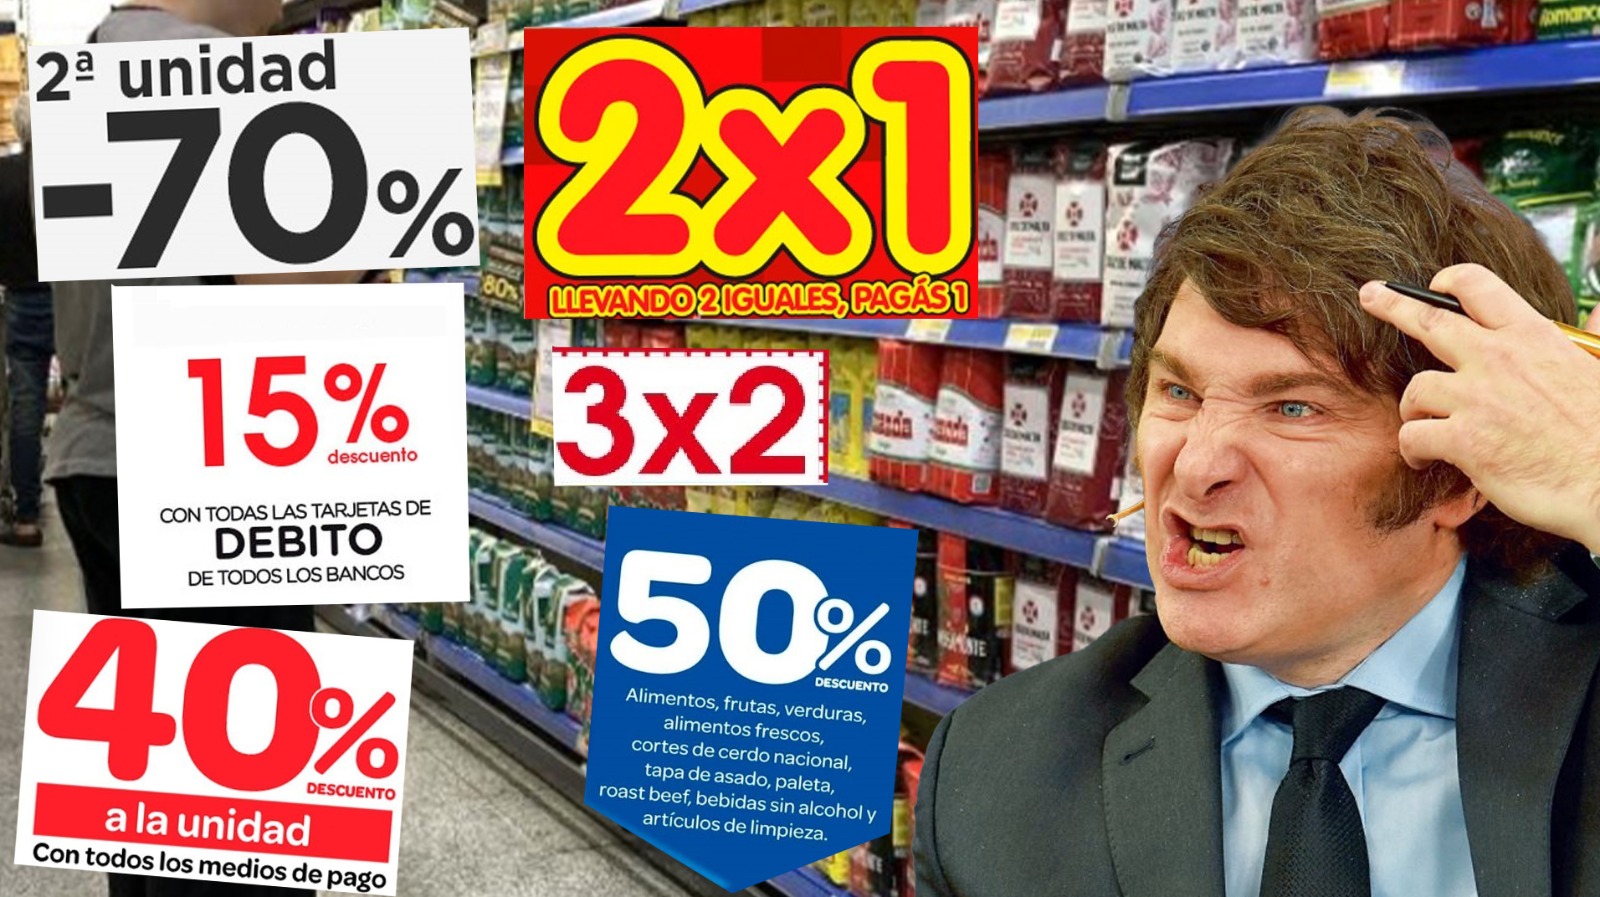 2ª unidad
-70%
2x1
LLEVANDO 2 IGUALES, PAGÁS 1
15%
descuento
CON TODAS LAS TARJETAS DE
DEBITO
DE TODOS LOS BANCOS
3x2
40%
DESCUENTO
a la unidad
Con todos los medios de pago
50%
DESCUENTO
Alimentos, frutas, verduras,
alimentos frescos,
cortes de cerdo nacional,
tapa de asado, paleta,
roast beef, bebidas sin alcohol y
artículos de limpieza.
80%